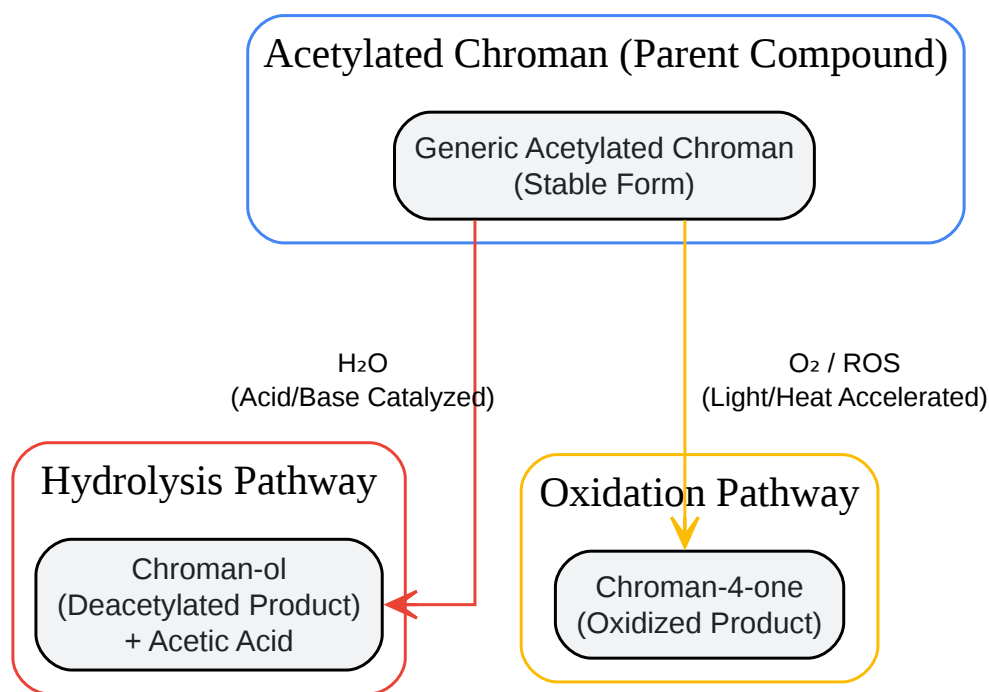 Acetylated Chroman (Parent Compound)
Generic Acetylated Chroman
(Stable Form)
H₂O
(Acid/Base Catalyzed)
O₂ / ROS
(Light/Heat Accelerated)
Hydrolysis Pathway
Chroman-ol
(Deacetylated Product)
+ Acetic Acid
Oxidation Pathway
Chroman-4-one
(Oxidized Product)